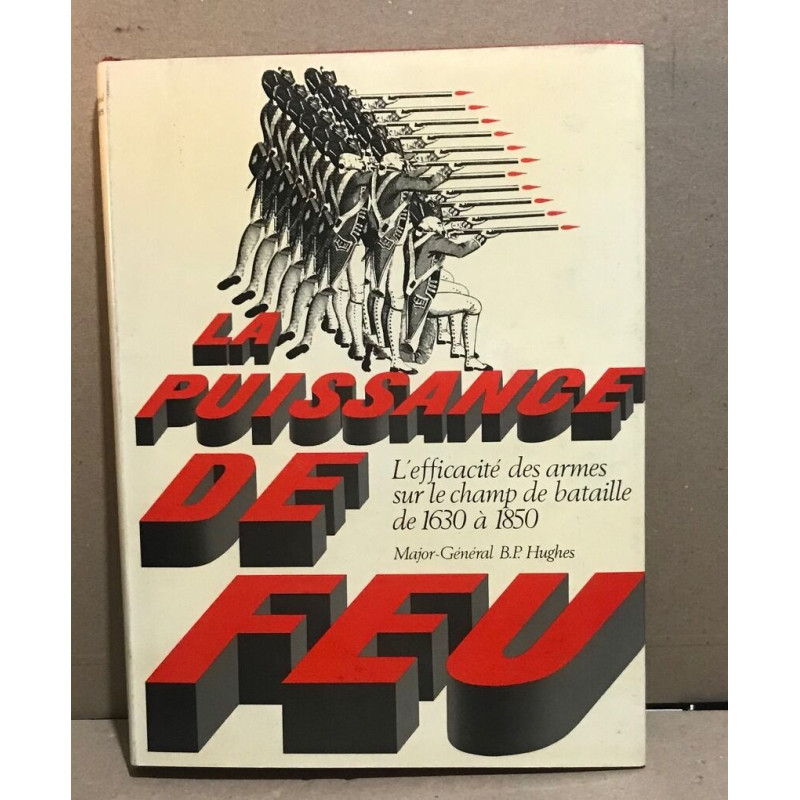 LA
PUISSANCE
DE
L'efficacité des armes
sur le champ de bataille
de 1630 à 1850
Major-Général B.P. Hughes
FEU